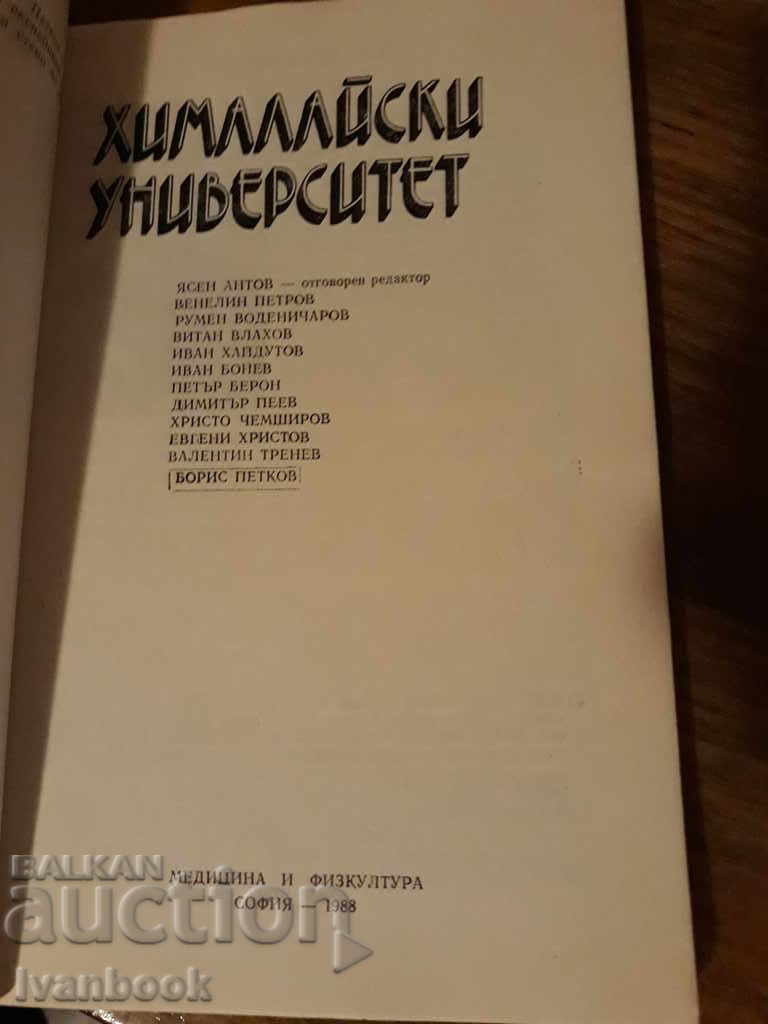 ХИМАЛАЙСКИ
УНИВЕРСИТЕТ
ЯСЕН АНТОВ — отговорен редактор
ВЕНЕЛИН ПЕТРОВ
РУМЕН ВОДЕНИЧАРОВ
ВИТАН ВЛАХОВ
ИВАН ХАЙДУТОВ
ИВАН БОНЕВ
ПЕТЪР БЕРОН
ДИМИТЪР ПЕЕВ
ХРИСТО ЧЕМШИРОВ
ЕВГЕНИ ХРИСТОВ
ВАЛЕНТИН ТРЕНЕВ
БОРИС ПЕТКОВ
МЕДИЦИНА И ФИЗКУЛТУРА
СОФИЯ — 1988
BALKAN
auction
Ivanbook